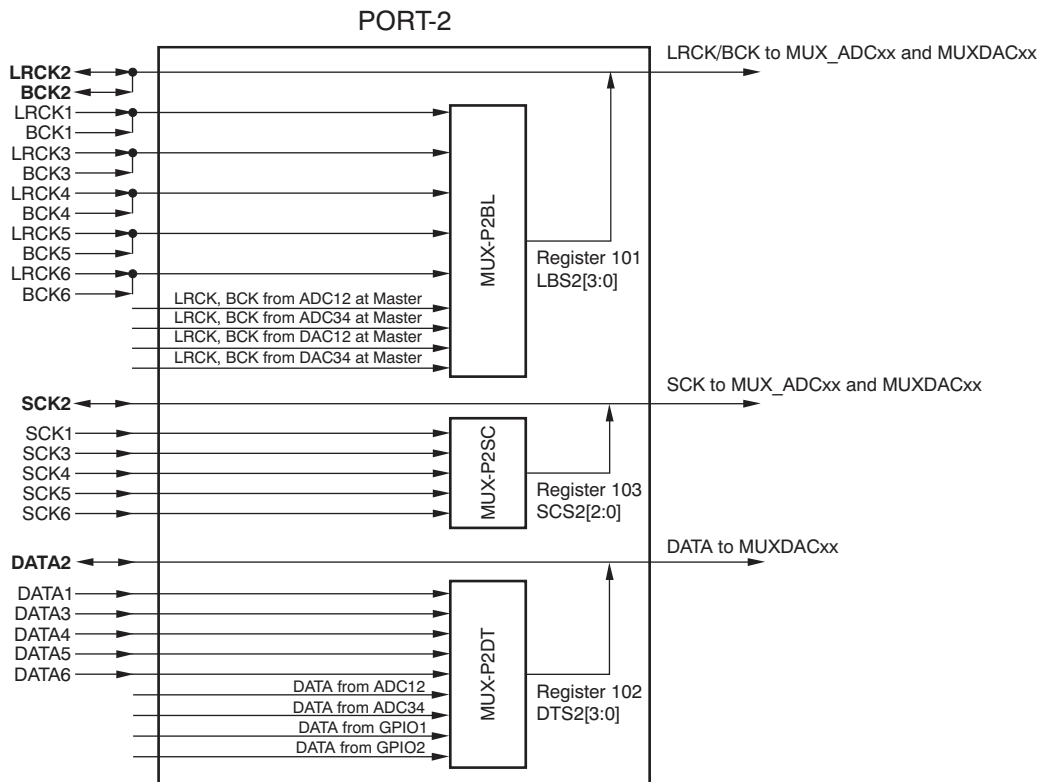 PORT-2
LRCK/BCK to MUX_ADCxx and MUXDACxx
LRCK2
BCK2
LRCK1
BCK1
LRCK3
BCK3
LRCK4
BCK4
LRCK5
BCK5
LRCK6
BCK6
LRCK, BCK from ADC12 at Master
LRCK, BCK from ADC34 at Master
LRCK, BCK from DAC12 at Master
LRCK, BCK from DAC34 at Master
MUX-P2BL
Register 101
LBS2[3:0]
SCK to MUX_ADCxx and MUXDACxx
SCK2
SCK1
SCK3
SCK4
SCK5
SCK6
MUX-P2SC
Register 103
SCS2[2:0]
DATA to MUXDACxx
DATA2
DATA1
DATA3
DATA4
DATA5
DATA6
DATA from ADC12
DATA from ADC34
DATA from GPIO1
DATA from GPIO2
MUX-P2DT
Register 102
DTS2[3:0]